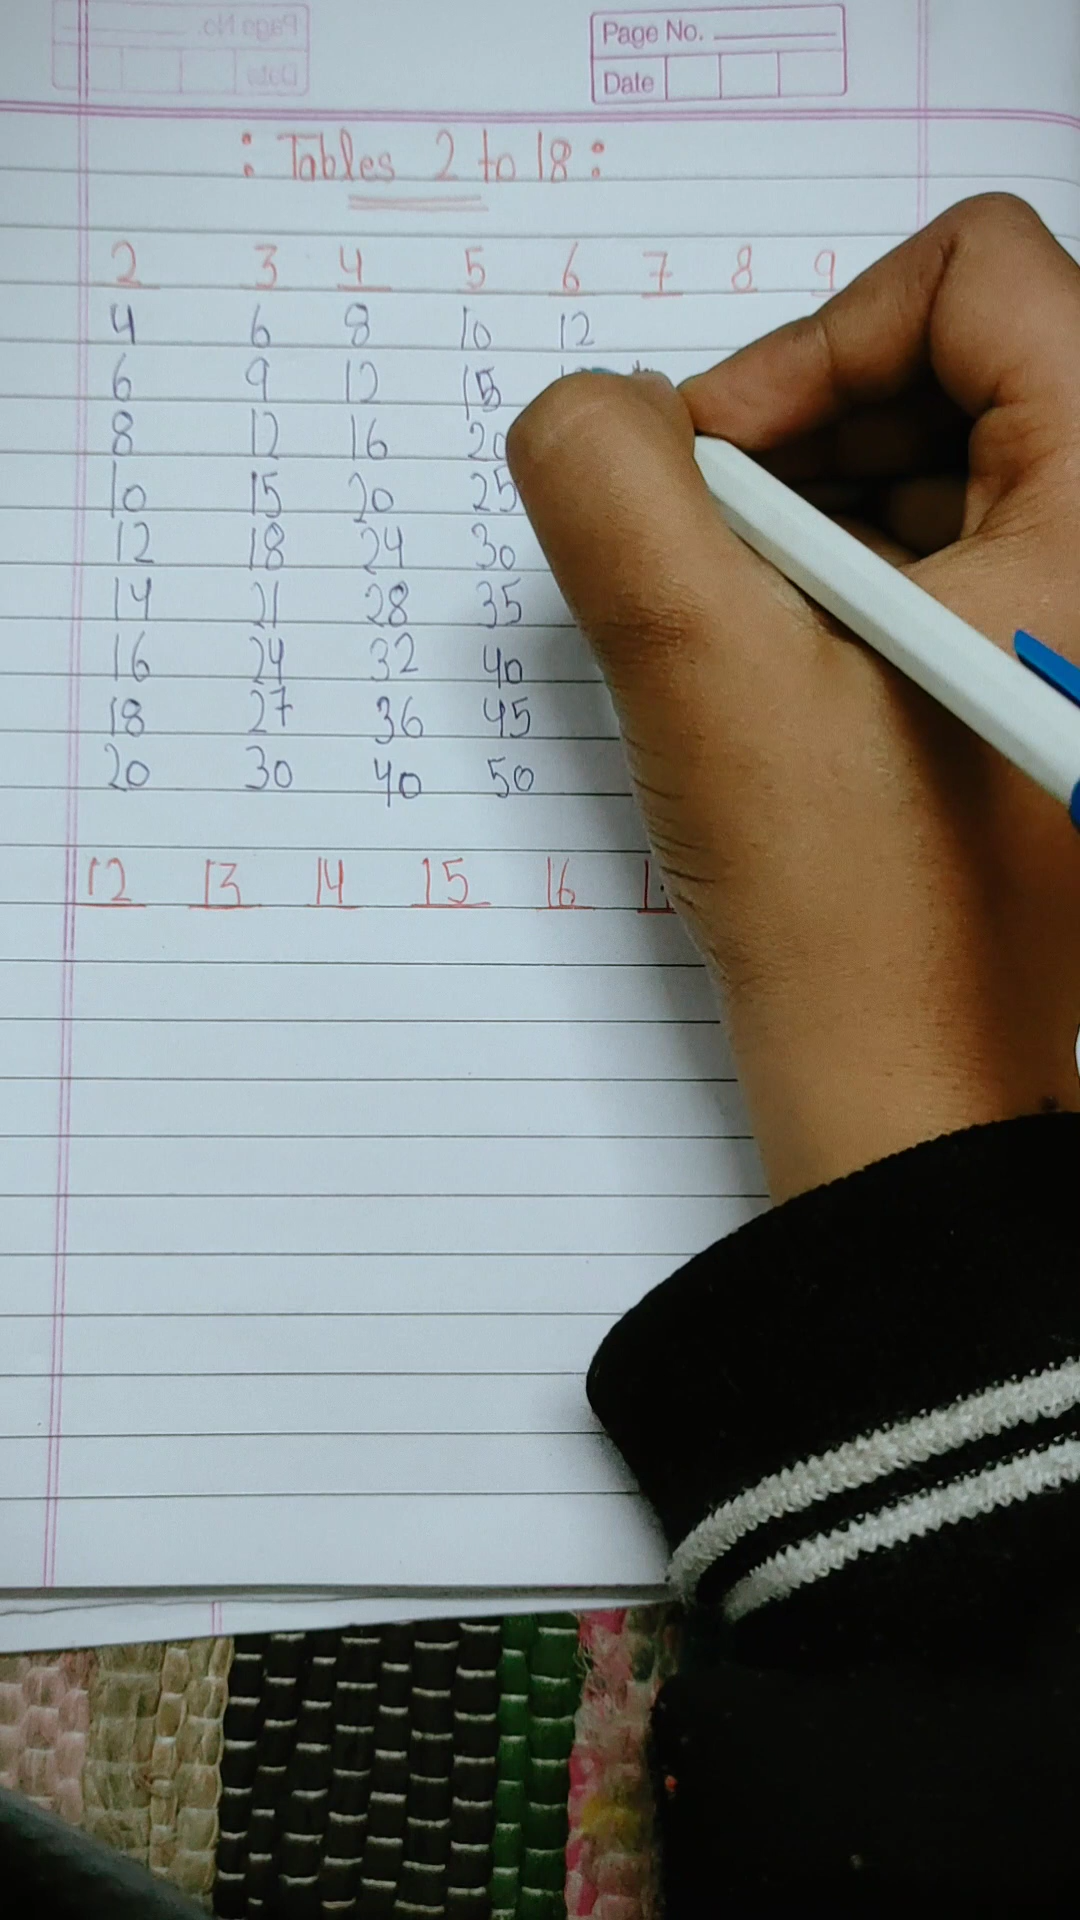 Page No.
Date
: Tables 2 to 18 :
2 3 4 5 6 7 8 9
4 6 8 10 12
6 9 12 15
8 12 16 20
10 15 20 25
12 18 24 30
14 21 28 35
16 24 32 40
18 27 36 45
20 30 40 50
12 13 14 15 16